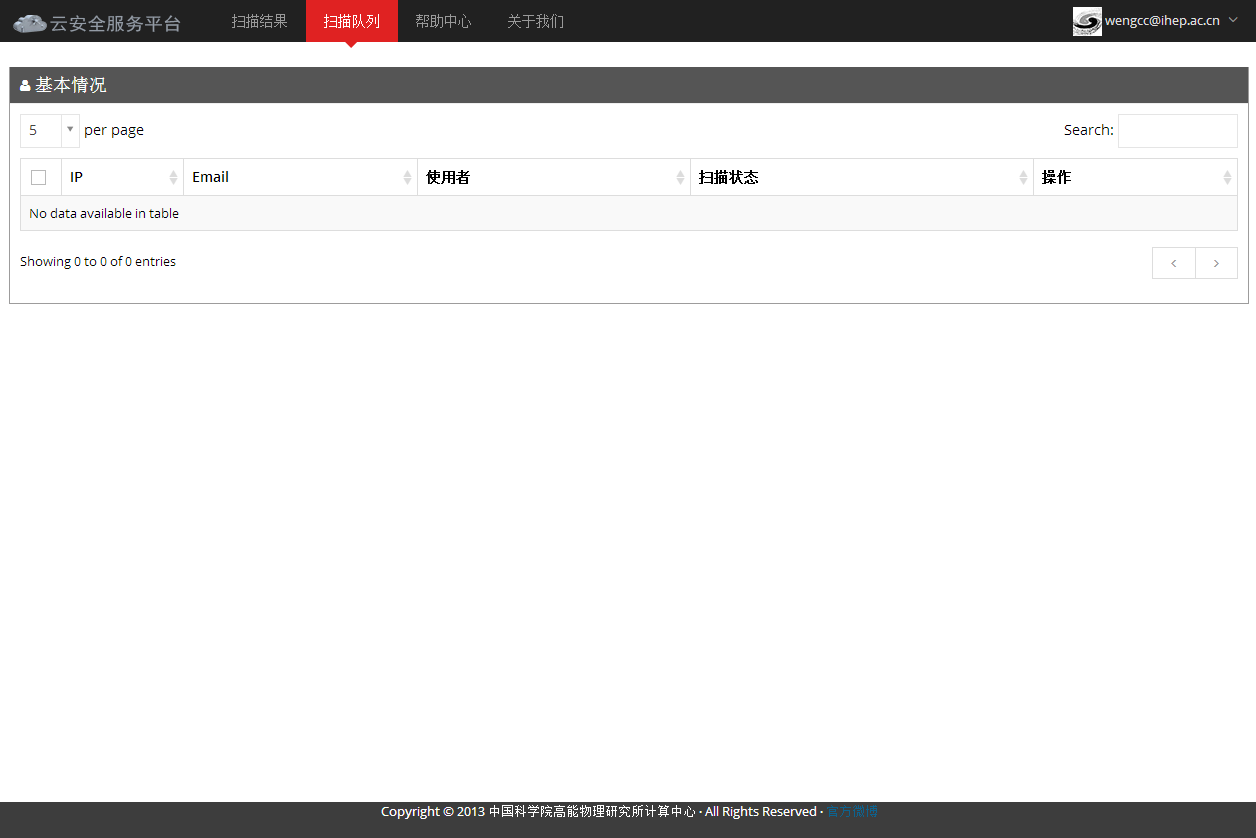 云安全服务平台 扫描结果 扫描队列 帮助中心 关于我们 wengcc@ihep.ac.cn
基本情况
5 per page Search:
IP Email 使用者 扫描状态 操作
No data available in table
Showing 0 to 0 of 0 entries
Copyright © 2013 中国科学院高能物理研究所计算中心 · All Rights Reserved · 官方微博